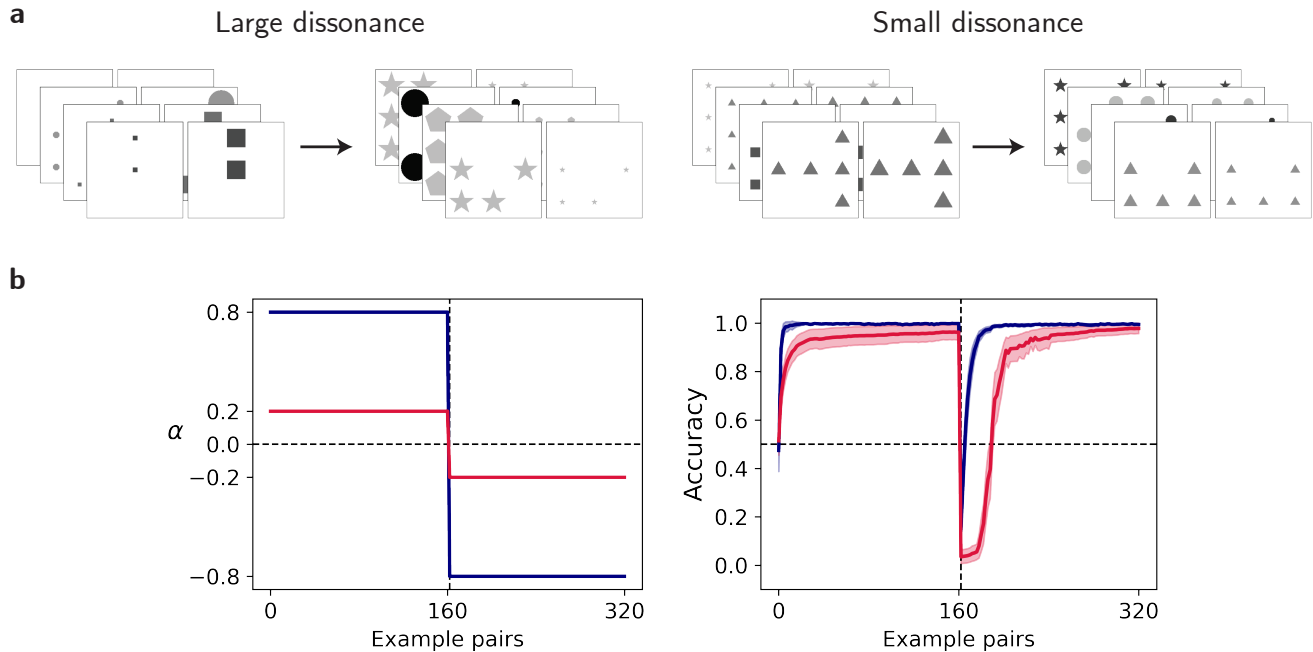 a
Large dissonance
Small dissonance
b
0.8
0.2
0.0
−0.2
−0.8
α
0
160
320
Example pairs
1.0
0.8
0.6
0.4
0.2
0.0
Accuracy
0
160
320
Example pairs